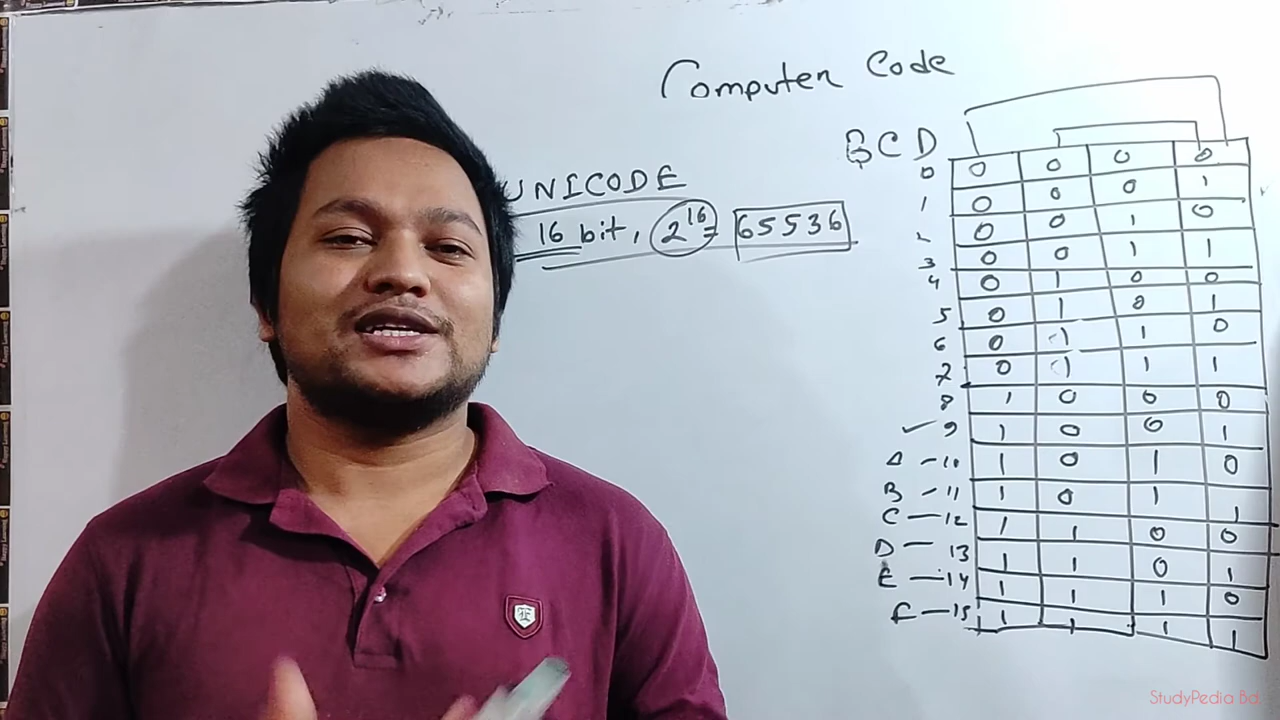 Computer Code
BCD
UNICODE
16 bit, 2^16 = 65536
0 0 0 0 0
1 0 0 0 1
2 0 0 1 0
3 0 0 1 1
4 0 1 0 0
5 0 1 0 1
6 0 1 1 0
7 0 1 1 1
8 1 0 0 0
✓ 9 1 0 0 1
A - 10 1 0 1 0
B - 11 1 0 1 1
C - 12 1 1 0 0
D - 13 1 1 0 1
E - 14 1 1 1 0
F - 15 1 1 1 1
StudyPedia Bd.